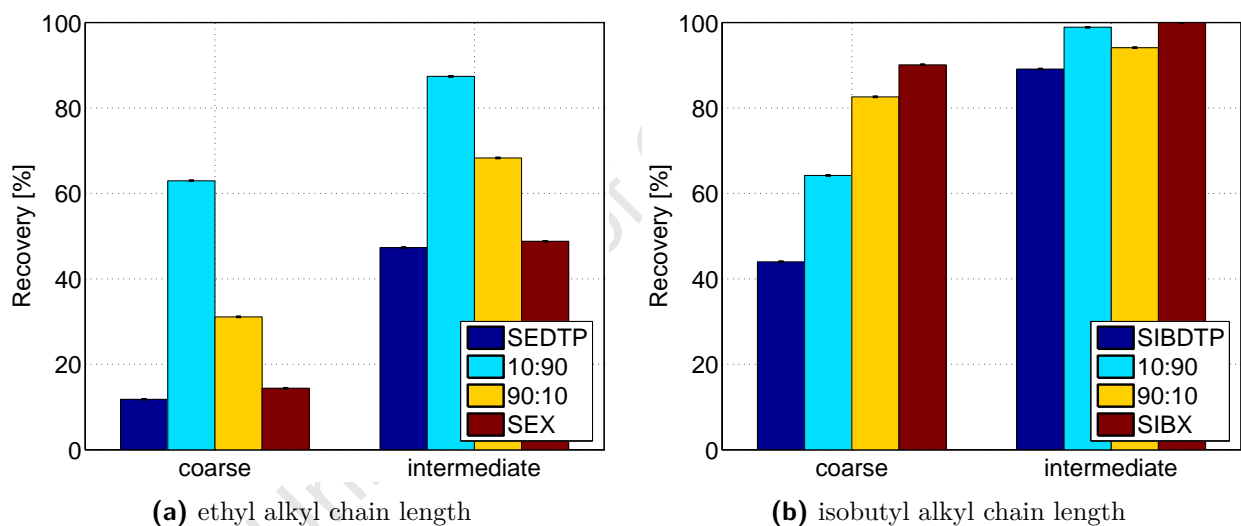 100
80
60
40
20
0
Recovery [%]
coarse
intermediate
SEDTP
10:90
90:10
SEX
(a) ethyl alkyl chain length
100
80
60
40
20
0
Recovery [%]
coarse
intermediate
SIBDTP
10:90
90:10
SIBX
(b) isobutyl alkyl chain length